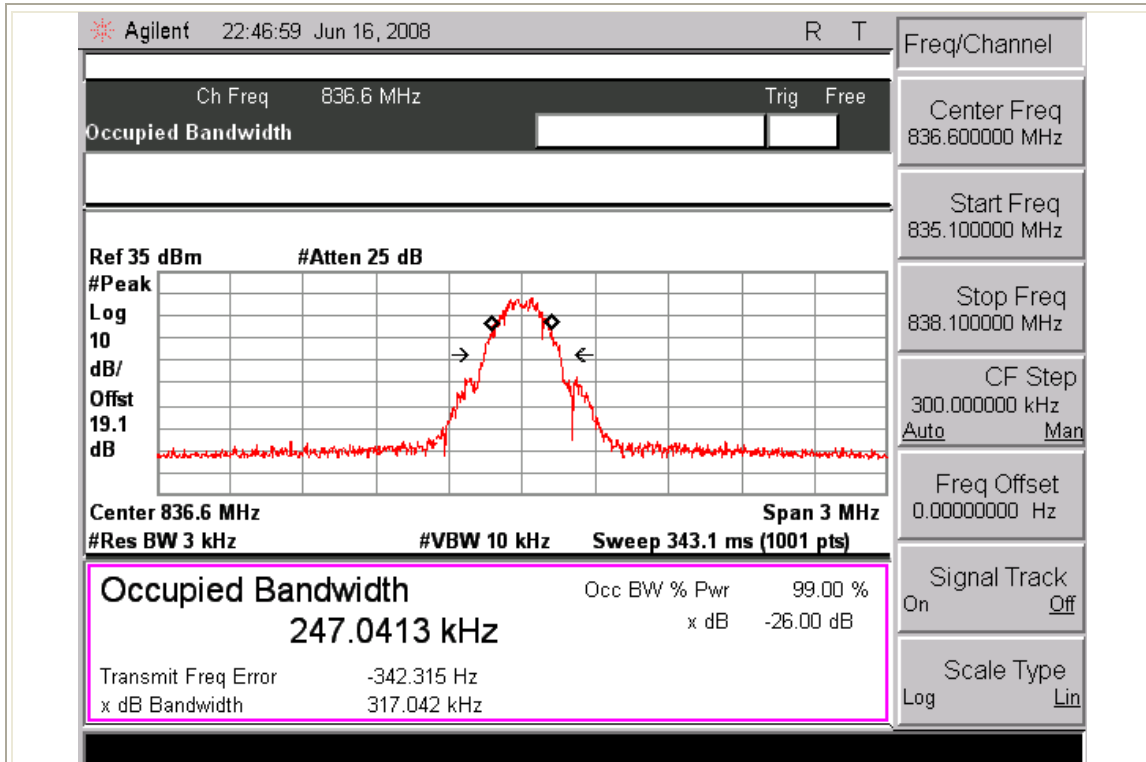 Agilent 22:46:59 Jun 16, 2008 R T
Ch Freq 836.6 MHz Trig Free
Occupied Bandwidth
Ref 35 dBm #Atten 25 dB
#Peak
Log
10
dB/
Offst
19.1
dB
Center 836.6 MHz Span 3 MHz
#Res BW 3 kHz #VBW 10 kHz Sweep 343.1 ms (1001 pts)
Occupied Bandwidth Occ BW % Pwr 99.00 %
247.0413 kHz x dB -26.00 dB
Transmit Freq Error -342.315 Hz
x dB Bandwidth 317.042 kHz
Freq/Channel
Center Freq
836.600000 MHz
Start Freq
835.100000 MHz
Stop Freq
838.100000 MHz
CF Step
300.000000 kHz
Auto Man
Freq Offset
0.00000000 Hz
Signal Track
On Off
Scale Type
Log Lin